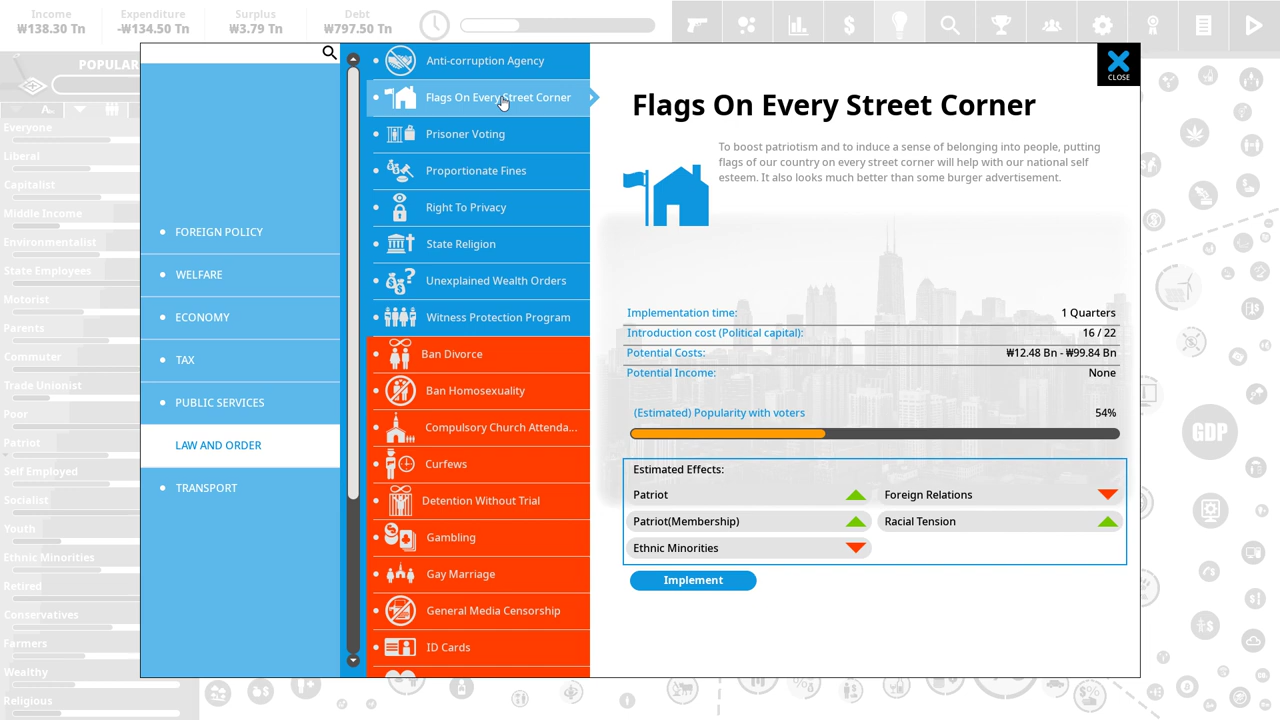 Income
₩138.30 Tn
Expenditure
-₩134.50 Tn
Surplus
₩3.79 Tn
Debt
₩797.50 Tn
POPULAR
Everyone
Liberal
Capitalist
Middle Income
Environmentalist
State Employees
Motorist
Parents
Commuter
Trade Unionist
Poor
Patriot
Self Employed
Socialist
Youth
Ethnic Minorities
Retired
Conservatives
Farmers
Wealthy
Religious
FOREIGN POLICY
WELFARE
ECONOMY
TAX
PUBLIC SERVICES
LAW AND ORDER
TRANSPORT
Anti-corruption Agency
Flags On Every Street Corner
Prisoner Voting
Proportionate Fines
Right To Privacy
State Religion
Unexplained Wealth Orders
Witness Protection Program
Ban Divorce
Ban Homosexuality
Compulsory Church Attenda...
Curfews
Detention Without Trial
Gambling
Gay Marriage
General Media Censorship
ID Cards
CLOSE
Flags On Every Street Corner
To boost patriotism and to induce a sense of belonging into people, putting
flags of our country on every street corner will help with our national self
esteem. It also looks much better than some burger advertisement.
Implementation time: 1 Quarters
Introduction cost (Political capital): 16 / 22
Potential Costs: ₩12.48 Bn - ₩99.84 Bn
Potential Income: None
(Estimated) Popularity with voters 54%
Estimated Effects:
Patriot
Foreign Relations
Patriot(Membership)
Racial Tension
Ethnic Minorities
Implement
GDP